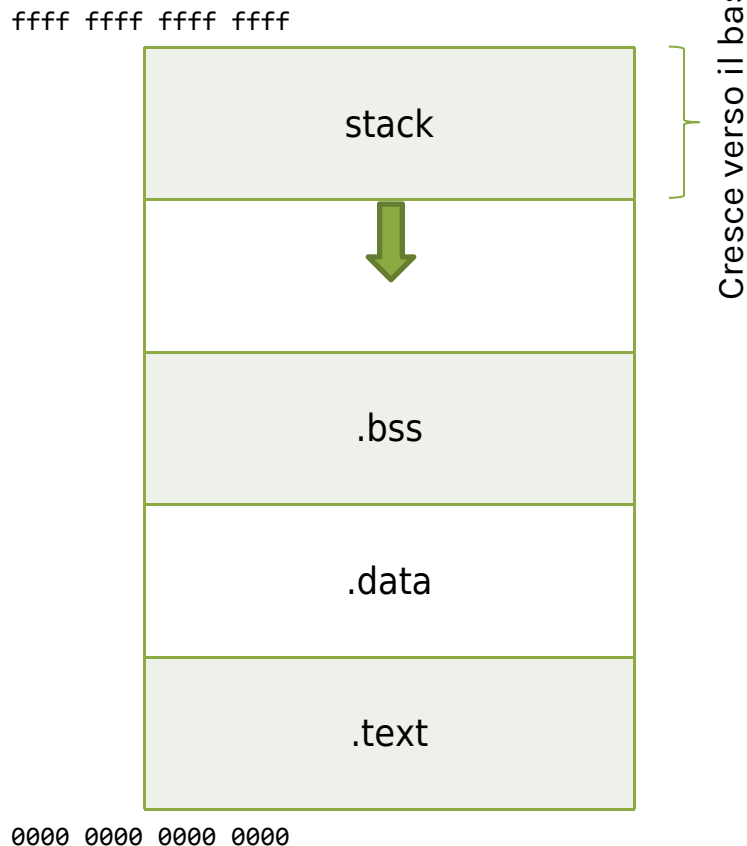 ffff ffff ffff ffff
stack
Cresce verso il
.bss
.data
.text
0000 0000 0000 0000